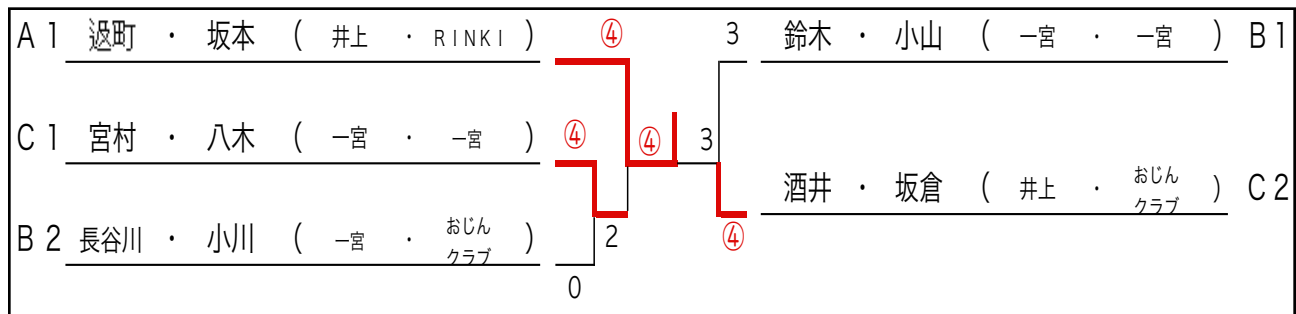 A1 返町 ・ 坂本 ( 井上 ・ RINKI ) ④ 3 鈴木 ・ 小山 ( 一宮 ・ 一宮 ) B1
C1 宮村 ・ 八木 ( 一宮 ・ 一宮 ) ④ ④ 3
酒井 ・ 坂倉 ( 井上 ・ おじんクラブ ) C2
B2 長谷川 ・ 小川 ( 一宮 ・ おじんクラブ ) 2 ④
0